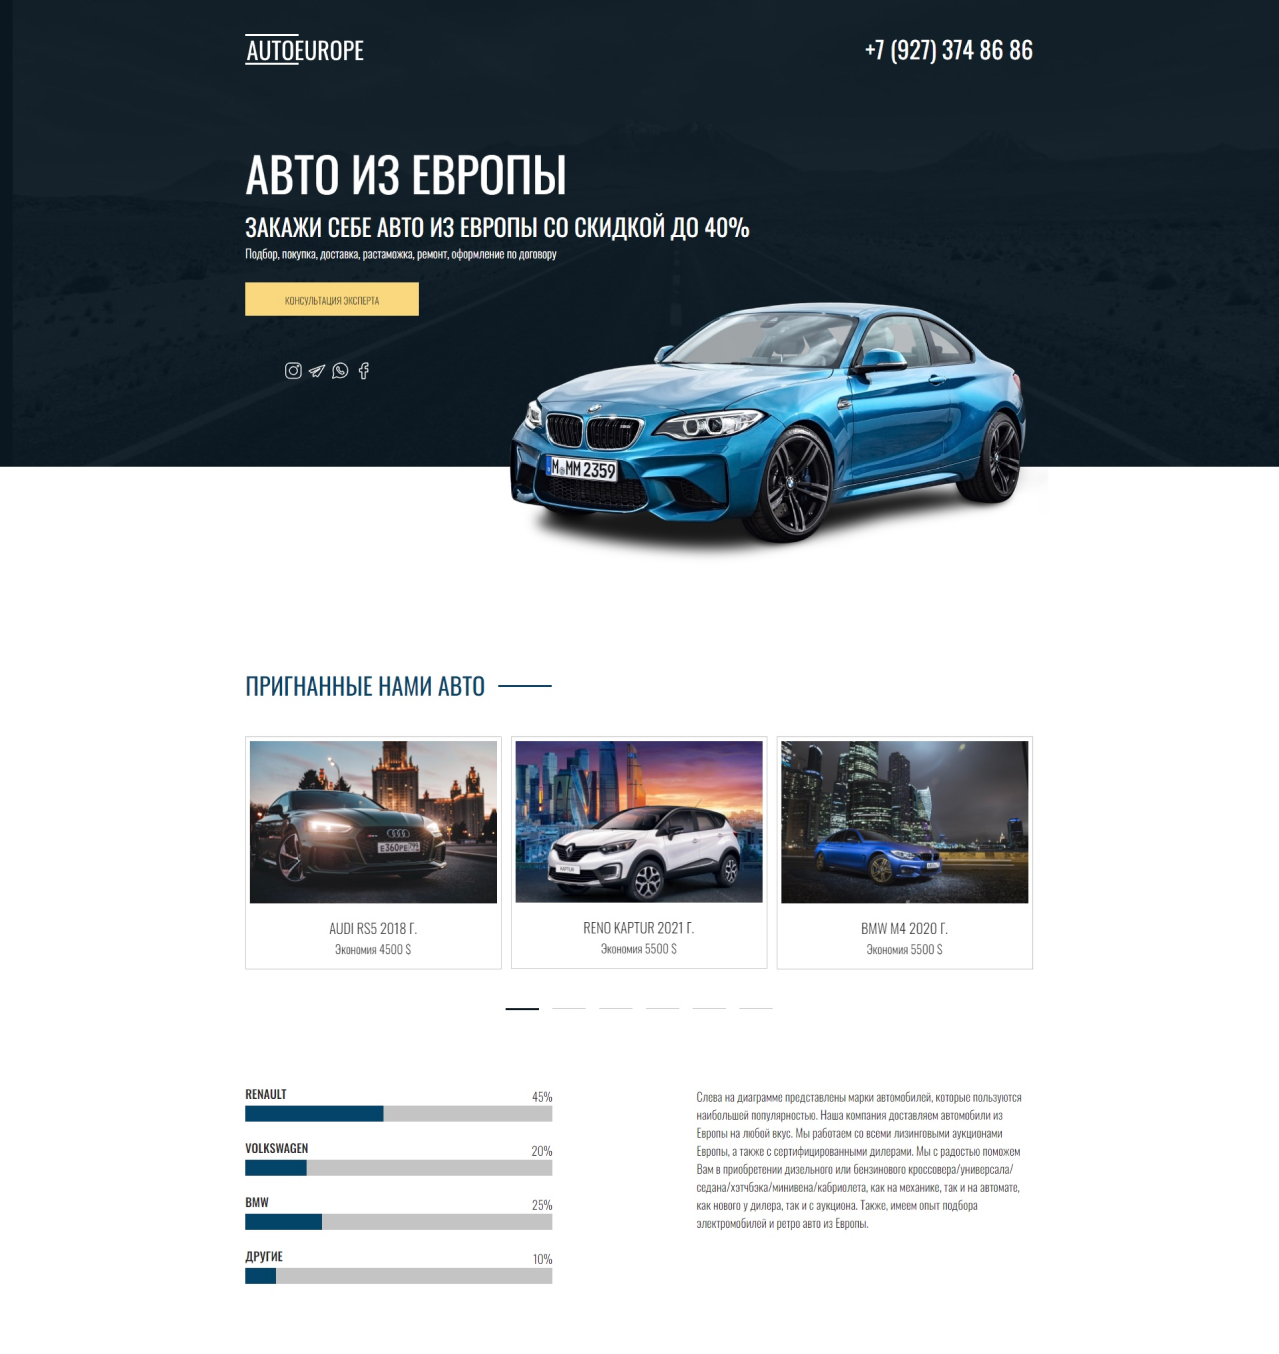 AUTOEUROPE
+7 (927) 374 86 86
АВТО ИЗ ЕВРОПЫ
ЗАКАЖИ СЕБЕ АВТО ИЗ ЕВРОПЫ СО СКИДКОЙ ДО 40%
Подбор, покупка, доставка, растаможка, ремонт, оформление по договору
КОНСУЛЬТАЦИЯ ЭКСПЕРТА
M MM 2359
ПРИГНАННЫЕ НАМИ АВТО
E360PE 799
KAPTUR
AUDI RS5 2018 Г.
Экономия 4500 $
RENO KAPTUR 2021 Г.
Экономия 5500 $
BMW M4 2020 Г.
Экономия 5500 $
RENAULT 45%
VOLKSWAGEN 20%
BMW 25%
ДРУГИЕ 10%
Слева на диаграмме представлены марки автомобилей, которые пользуются
наибольшей популярностью. Наша компания доставляем автомобили из
Европы на любой вкус. Мы работаем со всеми лизинговыми аукционами
Европы, а также с сертифицированными дилерами. Мы с радостью поможем
Вам в приобретении дизельного или бензинового кроссовера/универсала/
седана/хэтчбэка/минивена/кабриолета, как на механике, так и на автомате,
как нового у дилера, так и с аукциона. Также, имеем опыт подбора
электромобилей и ретро авто из Европы.